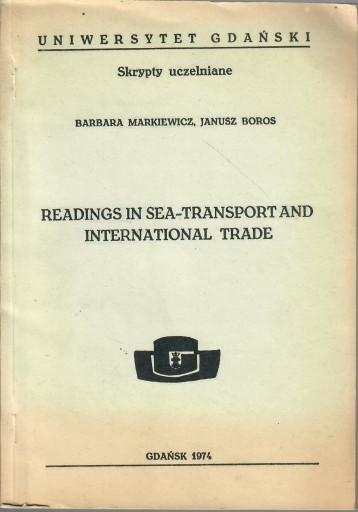 UNIWERSYTET GDAŃSKI
Skrypty uczelniane
BARBARA MARKIEWICZ, JANUSZ BOROS
READINGS IN SEA-TRANSPORT AND
INTERNATIONAL TRADE
GDAŃSK 1974